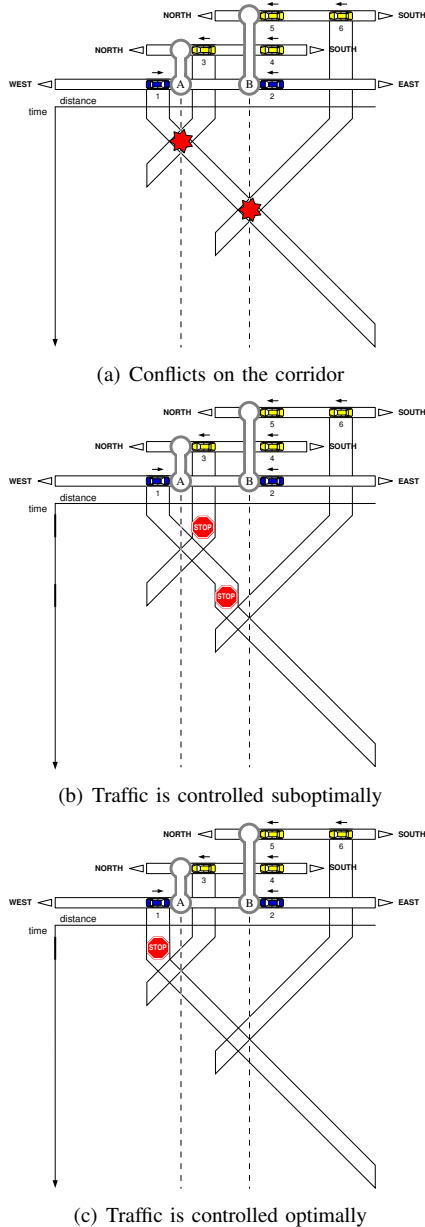 NORTH SOUTH
5 6
NORTH SOUTH
3 4
WEST A B EAST
1 2
distance
time
(a) Conflicts on the corridor
NORTH SOUTH
5 6
NORTH SOUTH
3 4
WEST A B EAST
1 2
distance
time
STOP
STOP
(b) Traffic is controlled suboptimally
NORTH SOUTH
5 6
NORTH SOUTH
3 4
WEST A B EAST
1 2
distance
time
STOP
(c) Traffic is controlled optimally